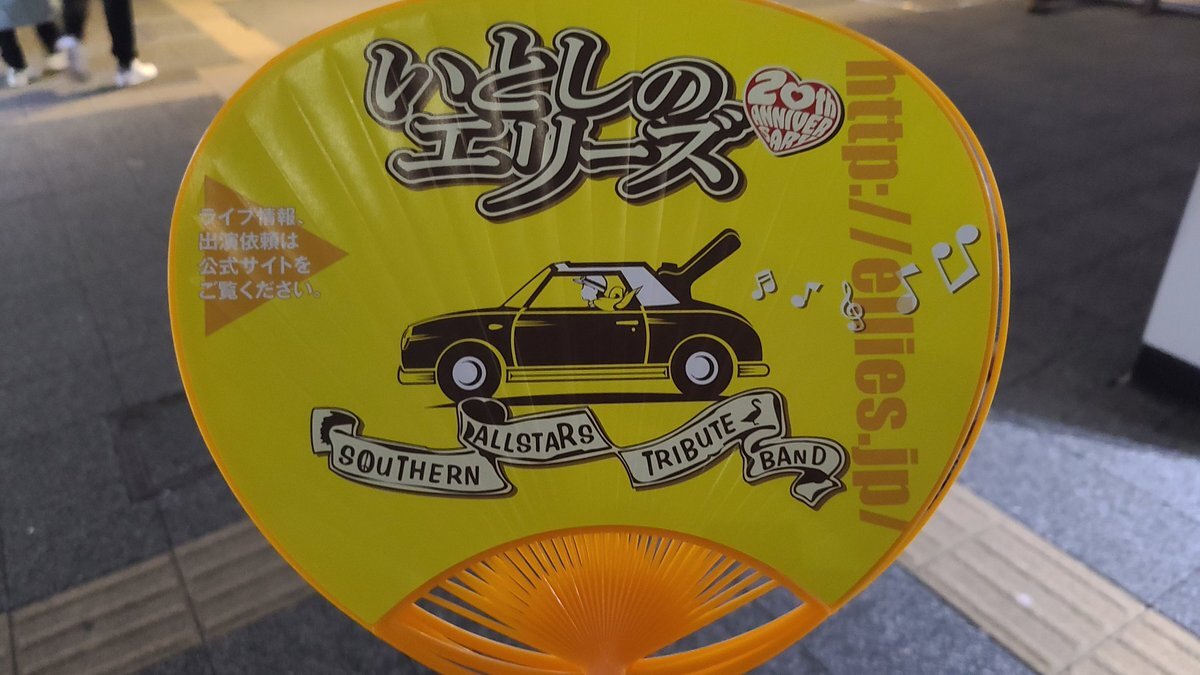 いとしの
エリーズ
20th
ANNIVER
SARY
ライブ情報、
出演依頼は
公式サイトを
ご覧ください。
http://ellies.jp/
SOUTHERN
ALLSTARS
TRIBUTE
BAND